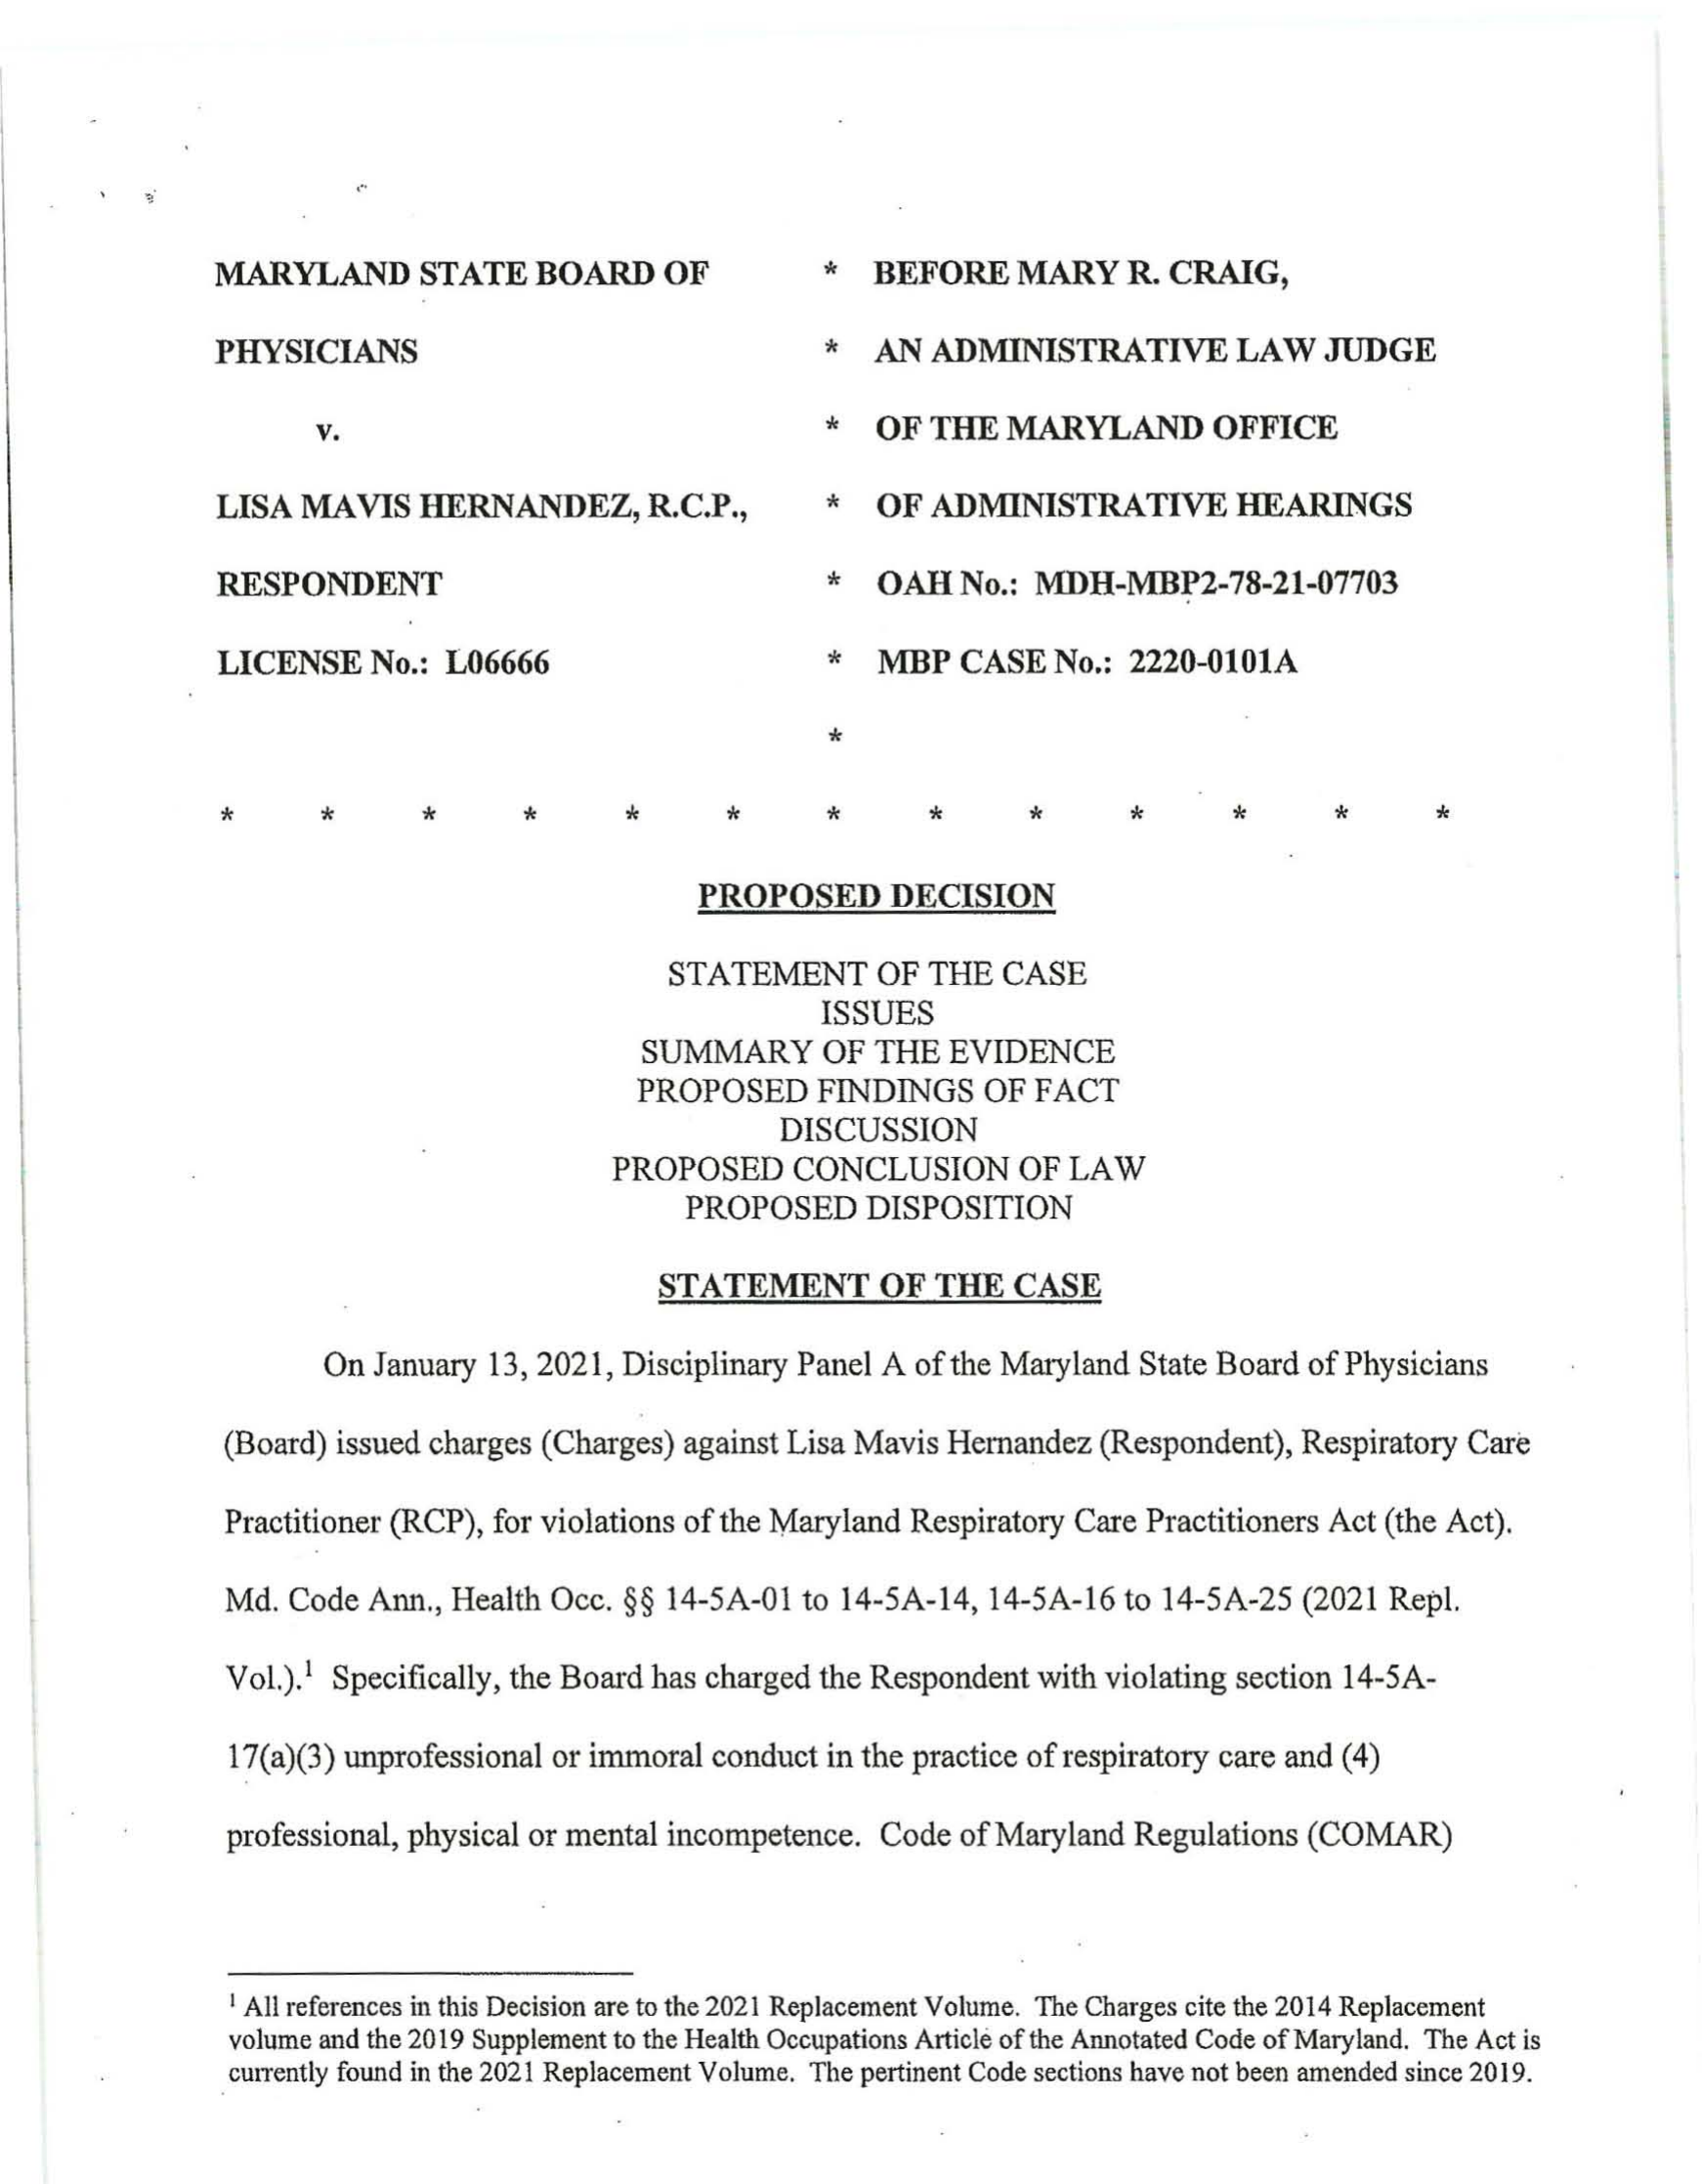 MARYLAND STATE BOARD OF * BEFORE MARY R. CRAIG,
PHYSICIANS * AN ADMINISTRATIVE LAW JUDGE
v. * OF THE MARYLAND OFFICE
LISA MAVIS HERNANDEZ, R.C.P., * OF ADMINISTRATIVE HEARINGS
RESPONDENT * OAH No.: MDH-MBP2-78-21-07703
LICENSE No.: L06666 * MBP CASE No.: 2220-0101A
*
* * * * * * * * * * * * *
PROPOSED DECISION
STATEMENT OF THE CASE
ISSUES
SUMMARY OF THE EVIDENCE
PROPOSED FINDINGS OF FACT
DISCUSSION
PROPOSED CONCLUSION OF LAW
PROPOSED DISPOSITION
STATEMENT OF THE CASE
On January 13, 2021, Disciplinary Panel A of the Maryland State Board of Physicians
(Board) issued charges (Charges) against Lisa Mavis Hernandez (Respondent), Respiratory Care
Practitioner (RCP), for violations of the Maryland Respiratory Care Practitioners Act (the Act).
Md. Code Ann., Health Occ. §§ 14-5A-01 to 14-5A-14, 14-5A-16 to 14-5A-25 (2021 Repl.
Vol.).¹ Specifically, the Board has charged the Respondent with violating section 14-5A-
17(a)(3) unprofessional or immoral conduct in the practice of respiratory care and (4)
professional, physical or mental incompetence. Code of Maryland Regulations (COMAR)
¹ All references in this Decision are to the 2021 Replacement Volume. The Charges cite the 2014 Replacement
volume and the 2019 Supplement to the Health Occupations Article of the Annotated Code of Maryland. The Act is
currently found in the 2021 Replacement Volume. The pertinent Code sections have not been amended since 2019.